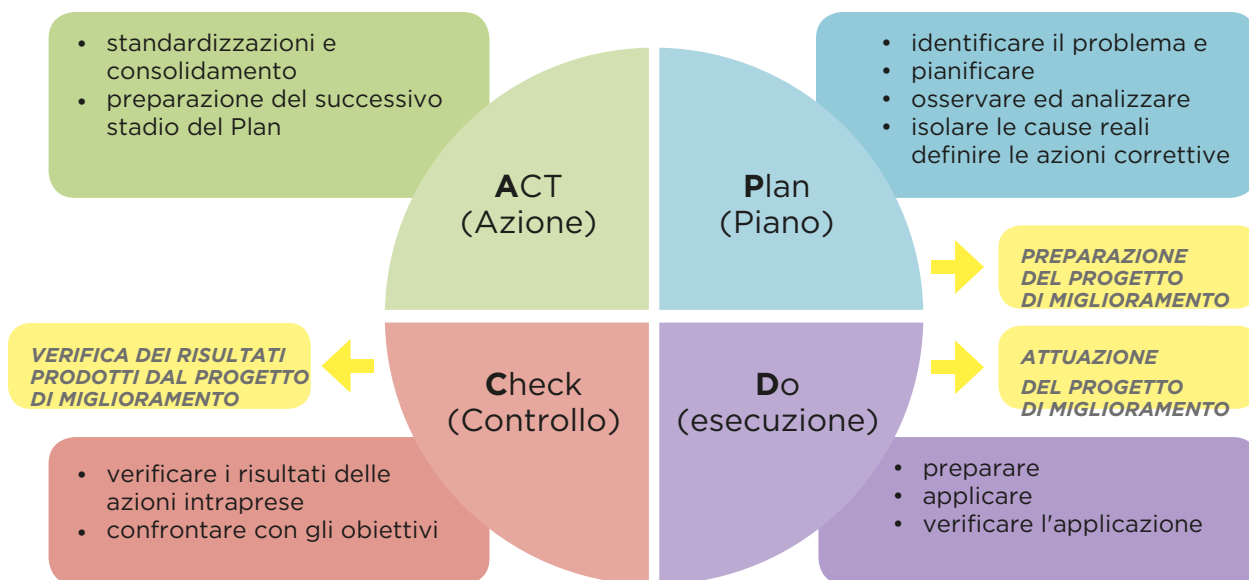 • standardizzazioni e
consolidamento
• preparazione del successivo
stadio del Plan
ACT
(Azione)
Plan
(Piano)
• identificare il problema e
• pianificare
• osservare ed analizzare
• isolare le cause reali
definire le azioni correttive
PREPARAZIONE
DEL PROGETTO
DI MIGLIORAMENTO
VERIFICA DEI RISULTATI
PRODOTTI DAL PROGETTO
DI MIGLIORAMENTO
Check
(Controllo)
Do
(esecuzione)
ATTUAZIONE
DEL PROGETTO
DI MIGLIORAMENTO
• verificare i risultati delle
azioni intraprese
• confrontare con gli obiettivi
• preparare
• applicare
• verificare l'applicazione